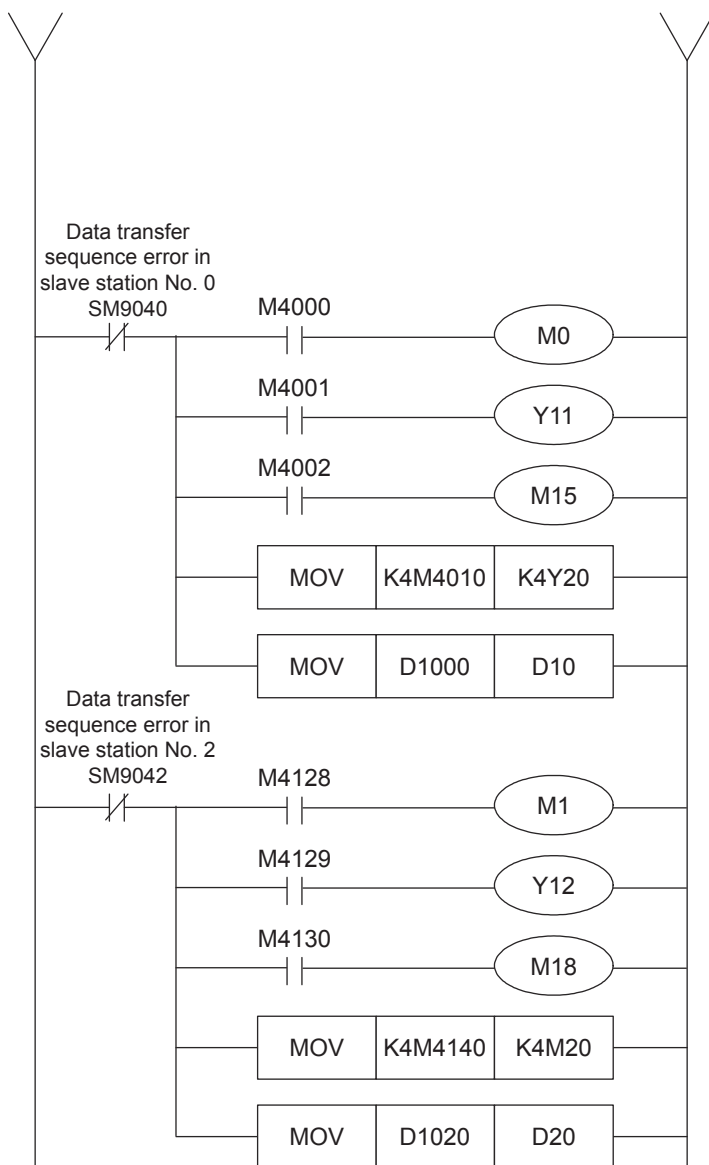 Data transfer
sequence error in
slave station No. 0
SM9040
M4000
M0
M4001
Y11
M4002
M15
MOV K4M4010 K4Y20
MOV D1000 D10
Data transfer
sequence error in
slave station No. 2
SM9042
M4128
M1
M4129
Y12
M4130
M18
MOV K4M4140 K4M20
MOV D1020 D20